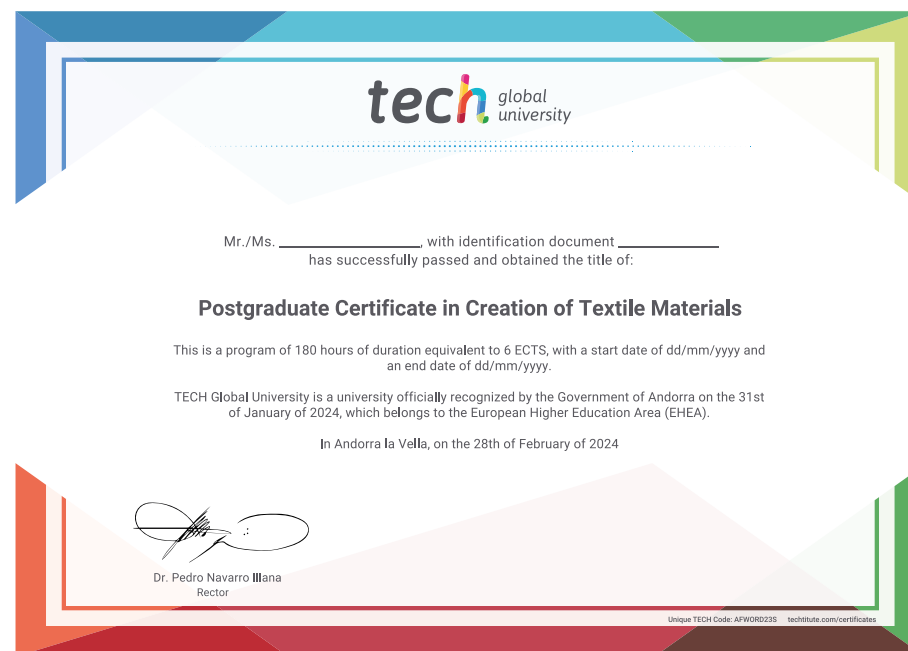 tech global university
Mr./Ms. ____________, with identification document ____________
has successfully passed and obtained the title of:
Postgraduate Certificate in Creation of Textile Materials
This is a program of 180 hours of duration equivalent to 6 ECTS, with a start date of dd/mm/yyyy and
an end date of dd/mm/yyyy.
TECH Global University is a university officially recognized by the Government of Andorra on the 31st
of January of 2024, which belongs to the European Higher Education Area (EHEA).
In Andorra la Vella, on the 28th of February of 2024
Dr. Pedro Navarro Illana
Rector
Unique TECH Code: AFWORD23S techtitute.com/certificates